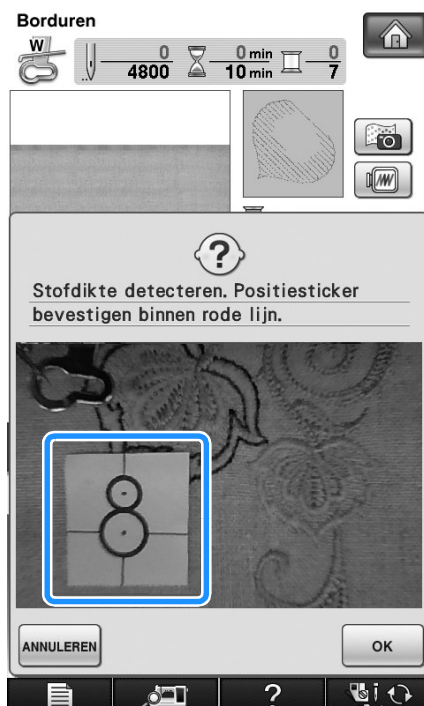 Borduren
W
0 0 min 0
4800 10 min 7
Stofdikte detecteren. Positiesticker
bevestigen binnen rode lijn.
ANNULEREN OK
?